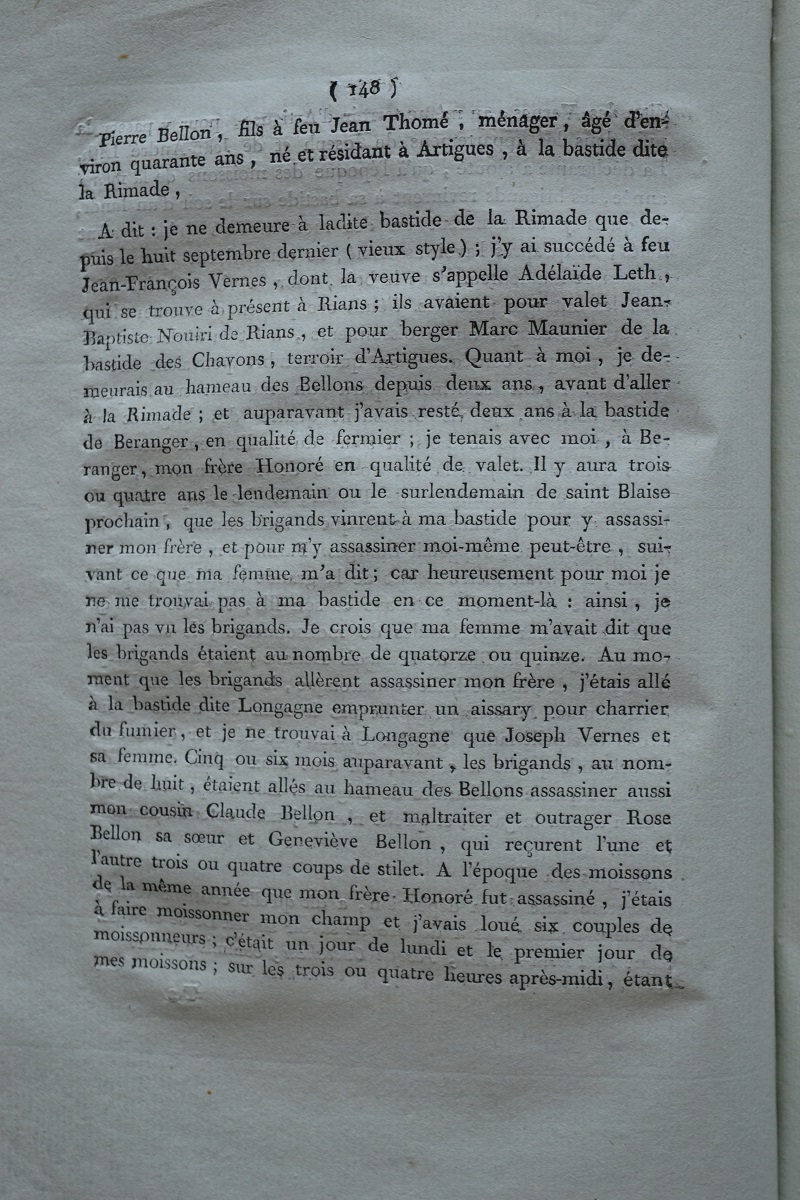 ( 148 )
Pierre Bellon, fils à feu Jean Thomé, ménager, âgé d'en-
viron quarante ans, né et résidant à Artigues, à la bastide dite
la Rimade,
A dit : je ne demeure à ladite bastide de la Rimade que de-
puis le huit septembre dernier ( vieux style ) ; j'y ai succédé à feu
Jean-François Vernes, dont la veuve s'appelle Adélaïde Leth,
qui se trouve à présent à Rians ; ils avaient pour valet Jean-
Baptiste Nouiri de Rians, et pour berger Marc Maunier de la
bastide des Chavons, terroir d'Artigues. Quant à moi, je de-
meurais au hameau des Bellons depuis deux ans, avant d'aller
à la Rimade ; et auparavant j'avais resté deux ans à la bastide
de Beranger, en qualité de fermier ; je tenais avec moi, à Be-
ranger, mon frère Honoré en qualité de valet. Il y aura trois
ou quatre ans le lendemain ou le surlendemain de saint Blaise
prochain, que les brigands vinrent à ma bastide pour y assassi-
ner mon frère, et pour m'y assassiner moi-même peut-être, sui-
vant ce que ma femme m'a dit ; car heureusement pour moi je
ne me trouvai pas à ma bastide en ce moment-là : ainsi, je
n'ai pas vu les brigands. Je crois que ma femme m'avait dit que
les brigands étaient au nombre de quatorze ou quinze. Au mo-
ment que les brigands allèrent assassiner mon frère, j'étais allé
à la bastide dite Longagne emprunter un aissary pour charrier
du fumier, et je ne trouvai à Longagne que Joseph Vernes et
sa femme. Cinq ou six mois auparavant, les brigands, au nom-
bre de huit, étaient allés au hameau des Bellons assassiner aussi
mon cousin Claude Bellon, et maltraiter et outrager Rose
Bellon sa sœur et Geneviève Bellon, qui reçurent l'une et
l'autre trois ou quatre coups de stilet. A l'époque des moissons
de la même année que mon frère Honoré fut assassiné, j'étais
à faire moissonner mon champ et j'avais loué six couples de
moissonneurs ; c'était un jour de lundi et le premier jour de
mes moissons ; sur les trois ou quatre heures après-midi, étant